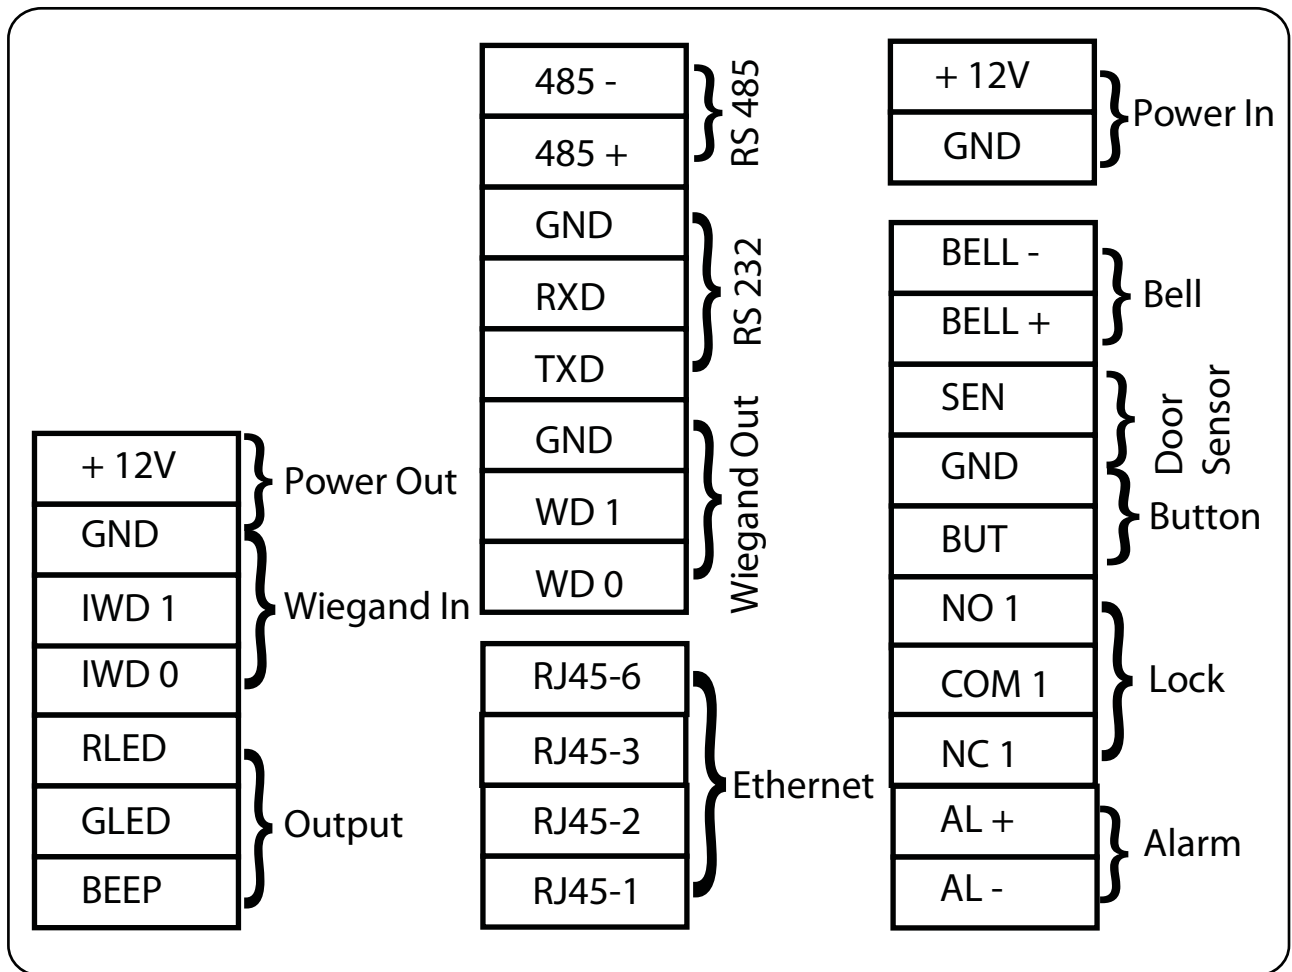 + 12V
GND
Power Out
IWD 1
IWD 0
Wiegand In
RLED
GLED
BEEP
Output
485 -
485 +
RS 485
GND
RXD
TXD
RS 232
GND
WD 1
WD 0
Wiegand Out
RJ45-6
RJ45-3
RJ45-2
RJ45-1
Ethernet
+ 12V
GND
Power In
BELL -
BELL +
Bell
SEN
GND
Door
Sensor
BUT
Button
NO 1
COM 1
NC 1
Lock
AL +
AL -
Alarm